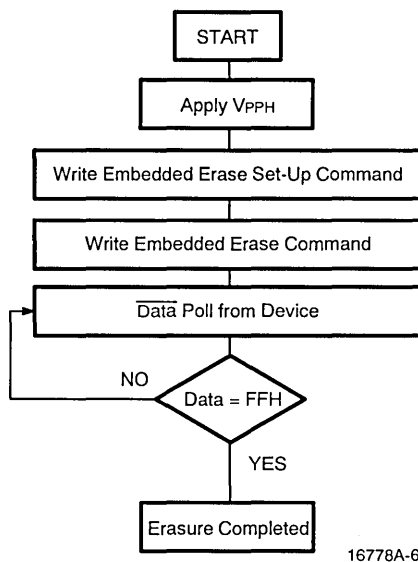 START
Apply VPPH
Write Embedded Erase Set-Up Command
Write Embedded Erase Command
Data Poll from Device
NO
Data = FFH
YES
Erasure Completed
16778A-6